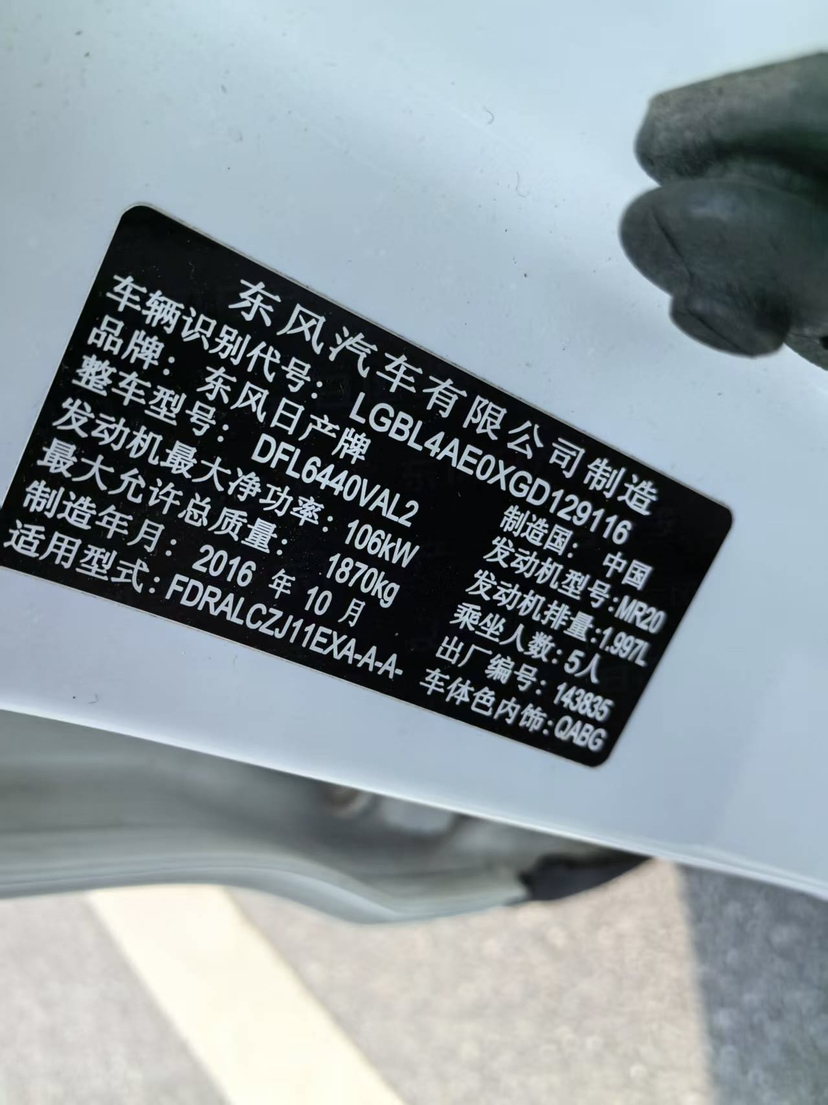 东风汽车有限公司制造
车辆识别代号: LGBL4AE0XGD129116
品牌: 东风日产牌 制造国: 中国
整车型号: DFL6440VAL2 发动机型号:MR20
发动机最大净功率: 106kW 发动机排量:1.997L
最大允许总质量: 1870kg 乘坐人数: 5人
制造年月: 2016 年 10 月 出厂编号: 143835
适用型式: FDRALCZJ11EXA-A-A- 车体色内饰:QABG